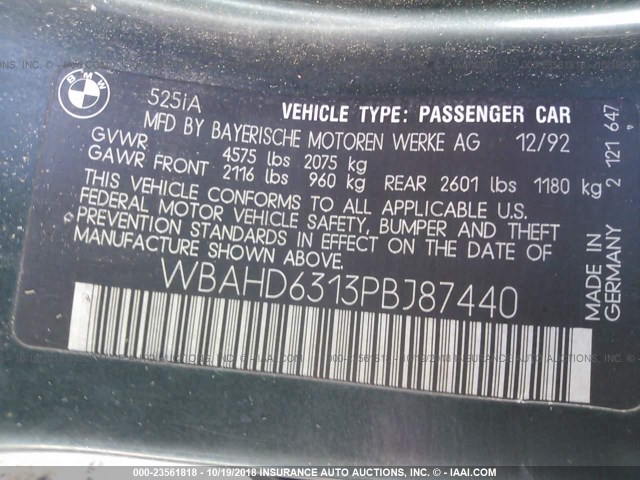 BMW
525iA
VEHICLE TYPE: PASSENGER CAR
MFD BY BAYERISCHE MOTOREN WERKE AG 12/92
GVWR 4575 lbs 2075 kg
GAWR FRONT 2116 lbs 960 kg REAR 2601 lbs 1180 kg
THIS VEHICLE CONFORMS TO ALL APPLICABLE U.S.
FEDERAL MOTOR VEHICLE SAFETY, BUMPER AND THEFT
PREVENTION STANDARDS IN EFFECT ON THE DATE OF
MANUFACTURE SHOWN ABOVE.
WBAHD6313PBJ87440
MADE IN GERMANY
2 121 647
000-23561818 - 10/19/2018 INSURANCE AUTO AUCTIONS - IAAI.COM